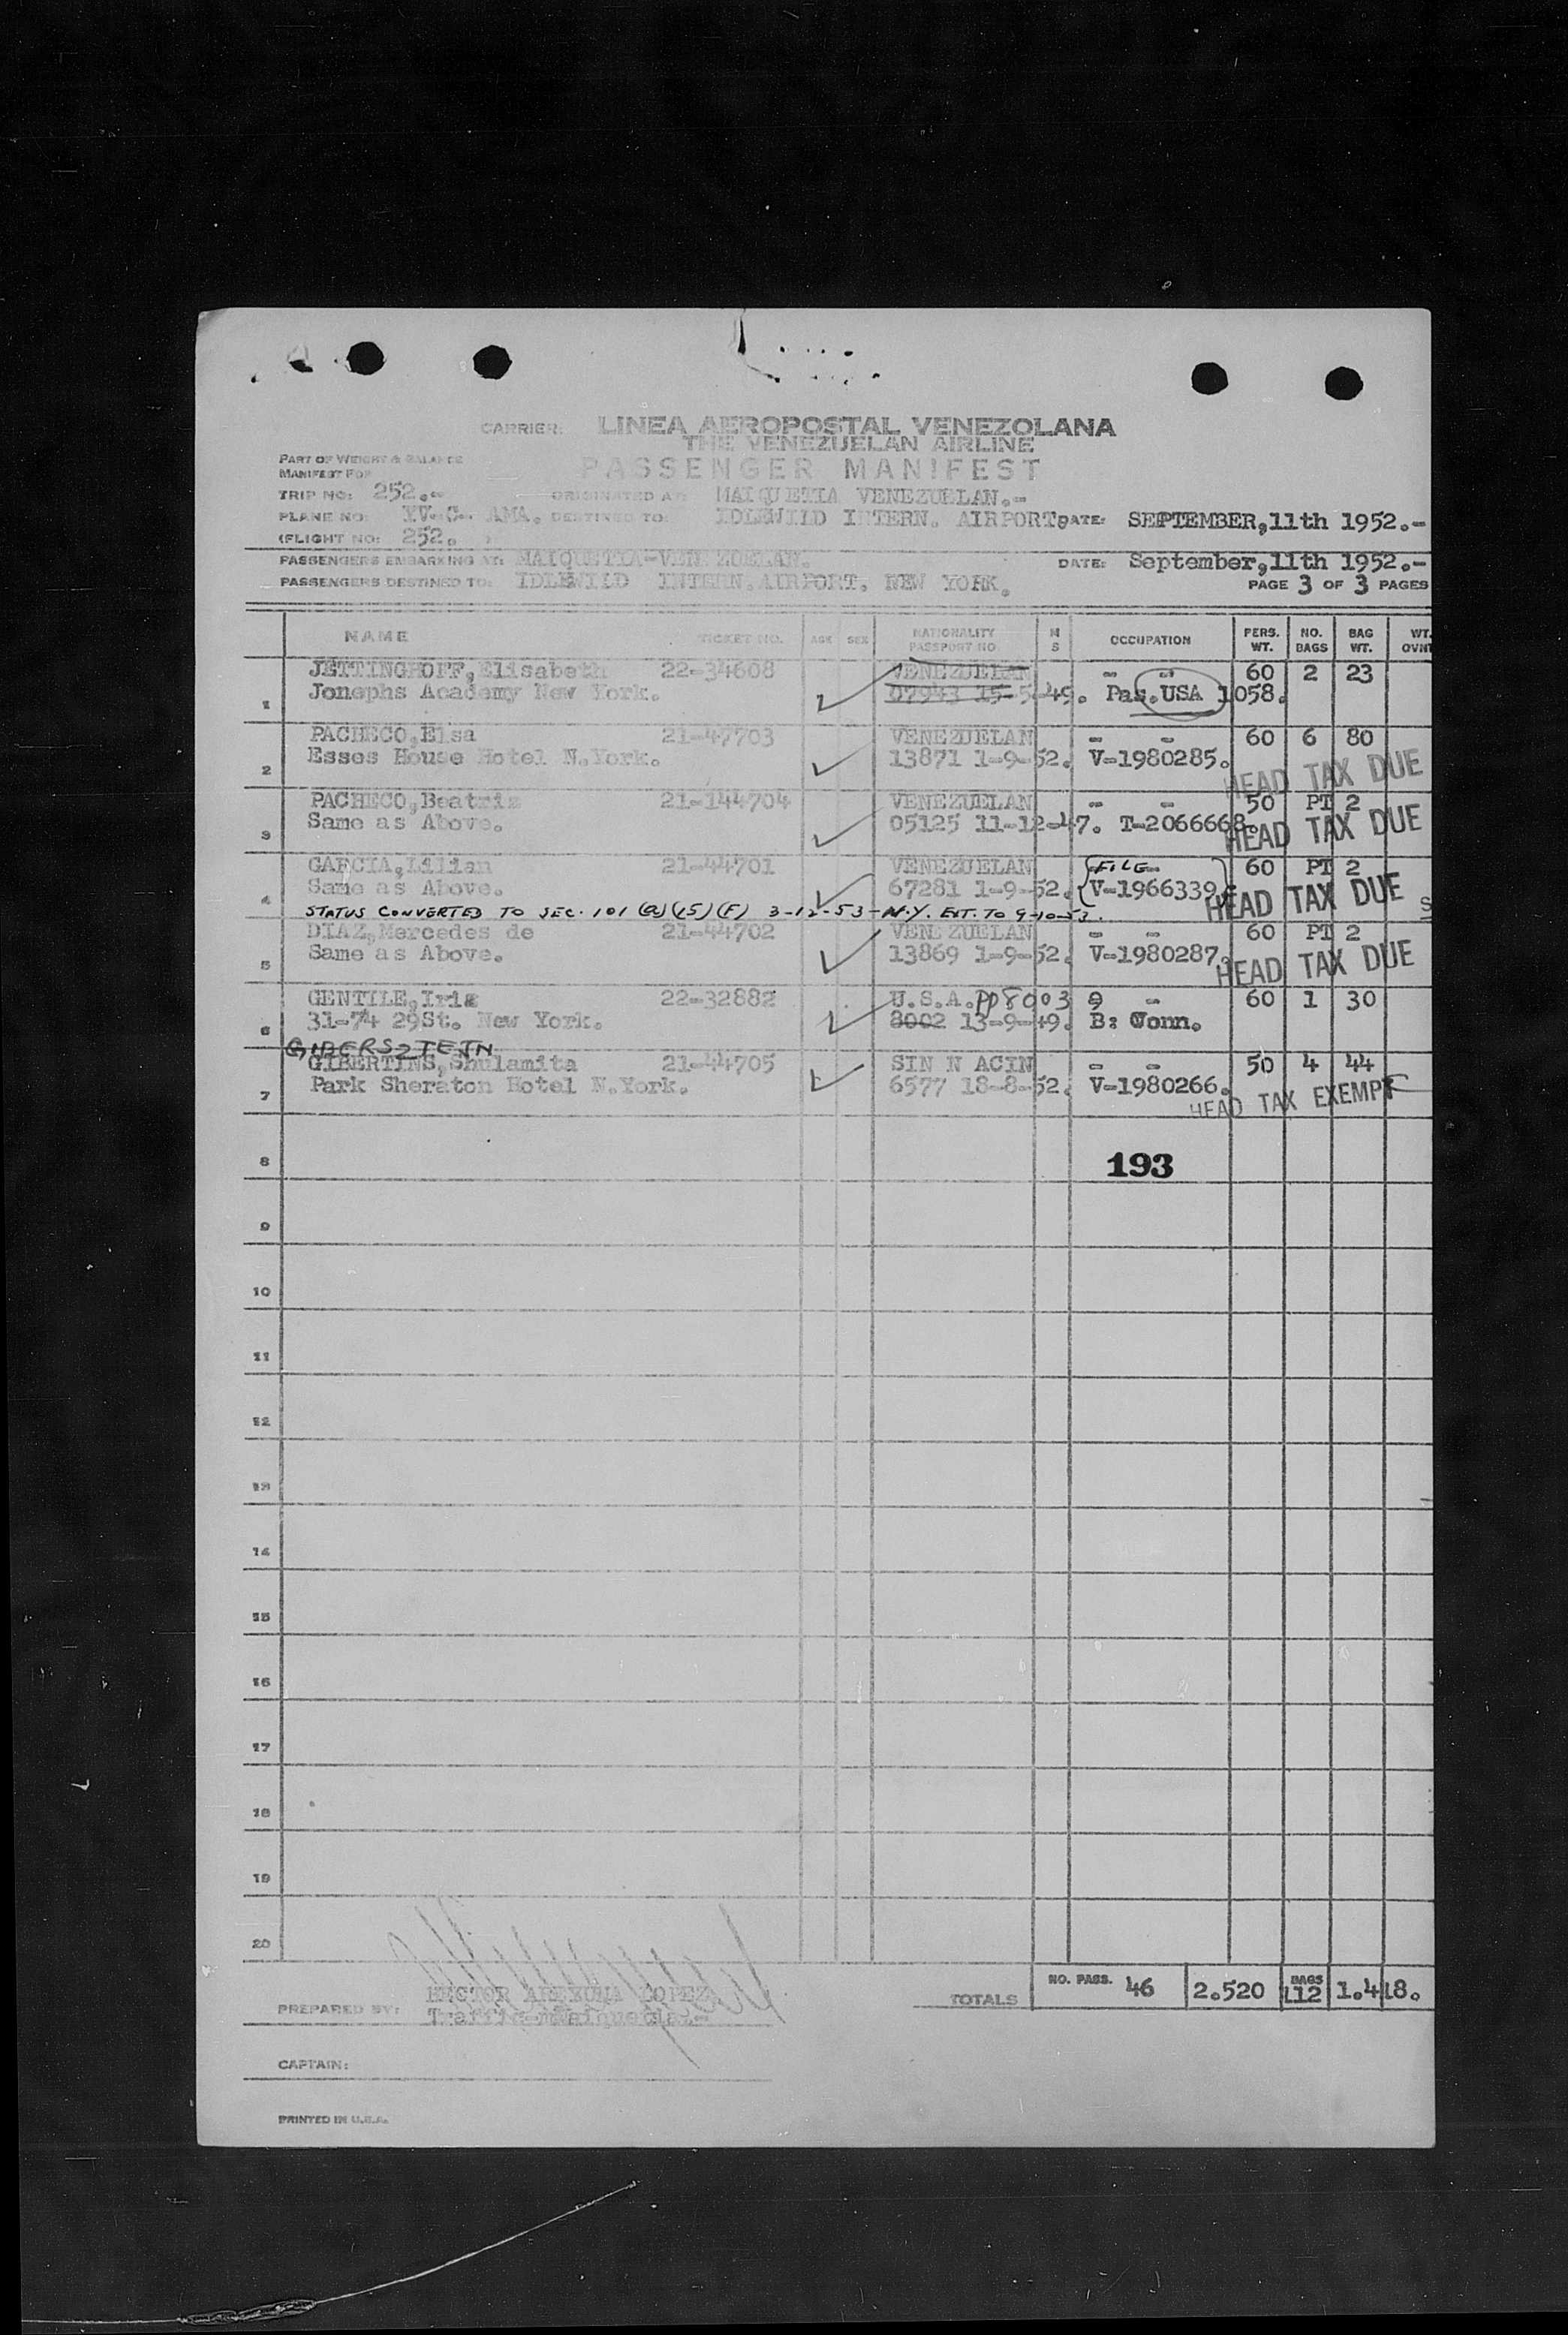 CARRIER: LINEA AEROPOSTAL VENEZOLANA
THE VENEZUELAN AIRLINE
PART OF WEIGHT & BALANCE
MANIFEST FOR
PASSENGER MANIFEST
TRIP NO: 252.- ORIGINATED AT: MAIQUETIA VENEZUELAN.-
PLANE NO: YV-C- AMA. DESTINED TO: IDLEWILD INTERN. AIRPORT. DATE: SEPTEMBER,11th 1952.-
(FLIGHT NO: 252. )
PASSENGERS EMBARKING AT: MAIQUETIA-VENEZUELAN. DATE: September,11th 1952.-
PASSENGERS DESTINED TO: IDLEWILD INTERN.AIRPORT. NEW YORK.
PAGE 3 OF 3 PAGES
NAME TICKET NO. AGE SEX NATIONALITY PASSPORT NO M S OCCUPATION PERS. WT. NO. BAGS BAG WT. WT. OVNT
JETTINGHOFF,Elisabeth 22-34608 VENEZUELAN - - 60 2 23
1 Jonephs Academy New York. 07943 15-5-49. Pas.USA 1058.
PACHECO,Elsa 21-47703 VENEZUELAN - - 60 6 80
2 Esses House Hotel N.York. 13871 1-9-52. V-1980285.
HEAD TAX DUE
PACHECO,Beatriz 21-144704 VENEZUELAN - - 50 PT 2
3 Same as Above. 05125 11-12-47. T-2066668.
HEAD TAX DUE
GARCIA,Lilian 21-44701 VENEZUELAN FILE 60 PT 2
4 Same as Above. 67281 1-9-52. V-1966339.
HEAD TAX DUE S
STATUS CONVERTED TO SEC. 101 (a)(15)(F) 3-12-53-N.Y. EXT. TO 9-10-53.
DIAZ,Mercedes de 21-44702 VENEZUELAN - - 60 PT 2
5 Same as Above. 13869 1-9-52. V-1980287.
HEAD TAX DUE
GENTILE,Iris 22-32882 U.S.A. PP8003 9 - 60 1 30
6 31-74 29St. New York. 8002 13-9-49. B: Conn.
GIBERSZTEIN
GIBERTINS,Shulamita 21-44705 SIN N ACIN - - 50 4 44
7 Park Sheraton Hotel N.York. 6577 18-8-52. V-1980266.
HEAD TAX EXEMPT
8 193
9
10
11
12
13
14
15
16
17
18
19
20
TOTALS NO. PASS. 46 2.520 BAGS 112 1.418.
HECTOR LOPEZ
PREPARED BY: Traffic-Maiquetia.-
CAPTAIN:
PRINTED IN U.S.A.